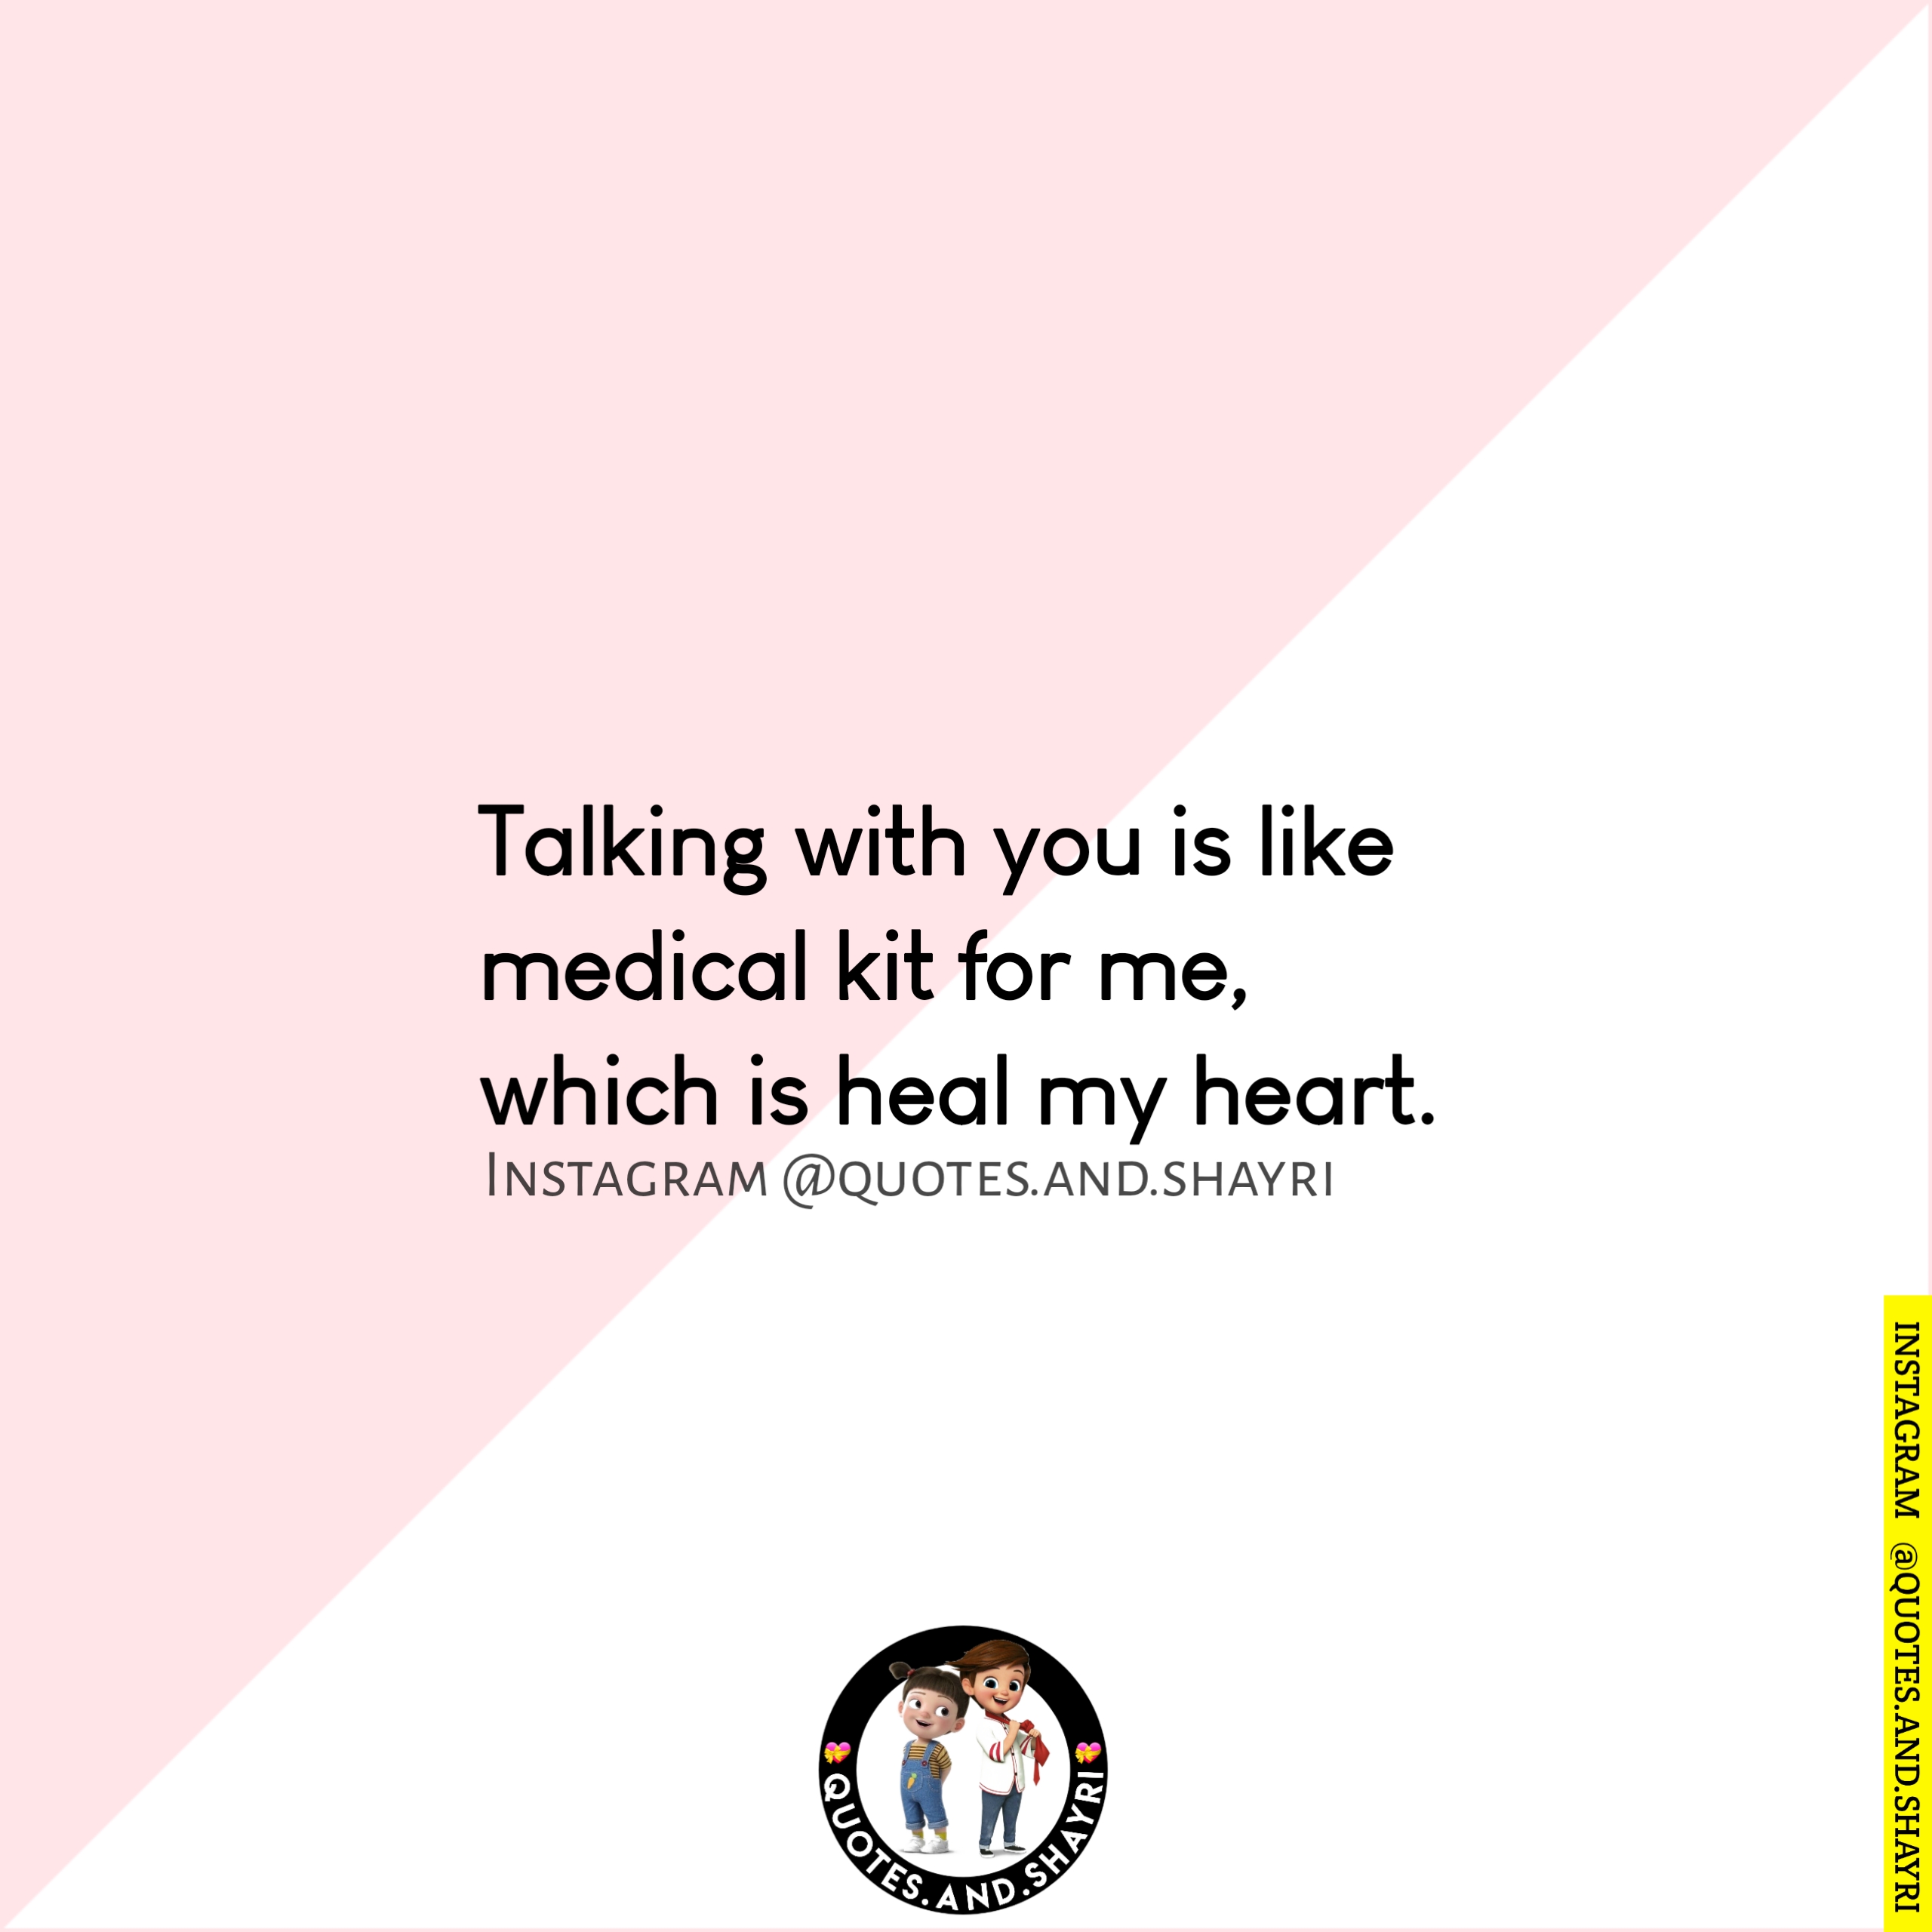 Talking with you is like
medical kit for me,
which is heal my heart.
Instagram @quotes.and.shayri
INSTAGRAM @QUOTES.AND.SHAYRI
QUOTES.AND.SHAYRI